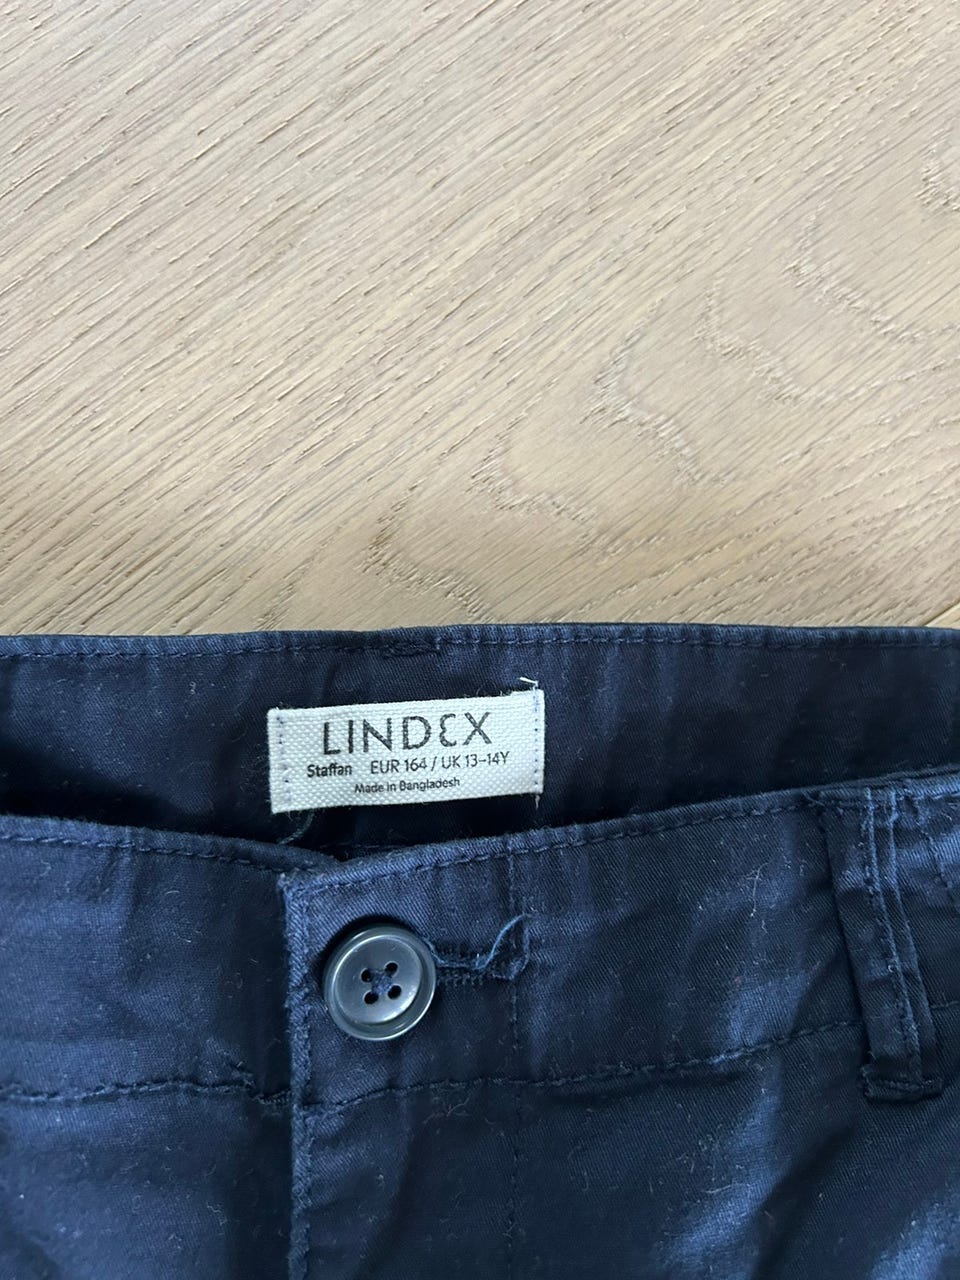 LINDEX
Staffan EUR 164 / UK 13–14Y
Made in Bangladesh